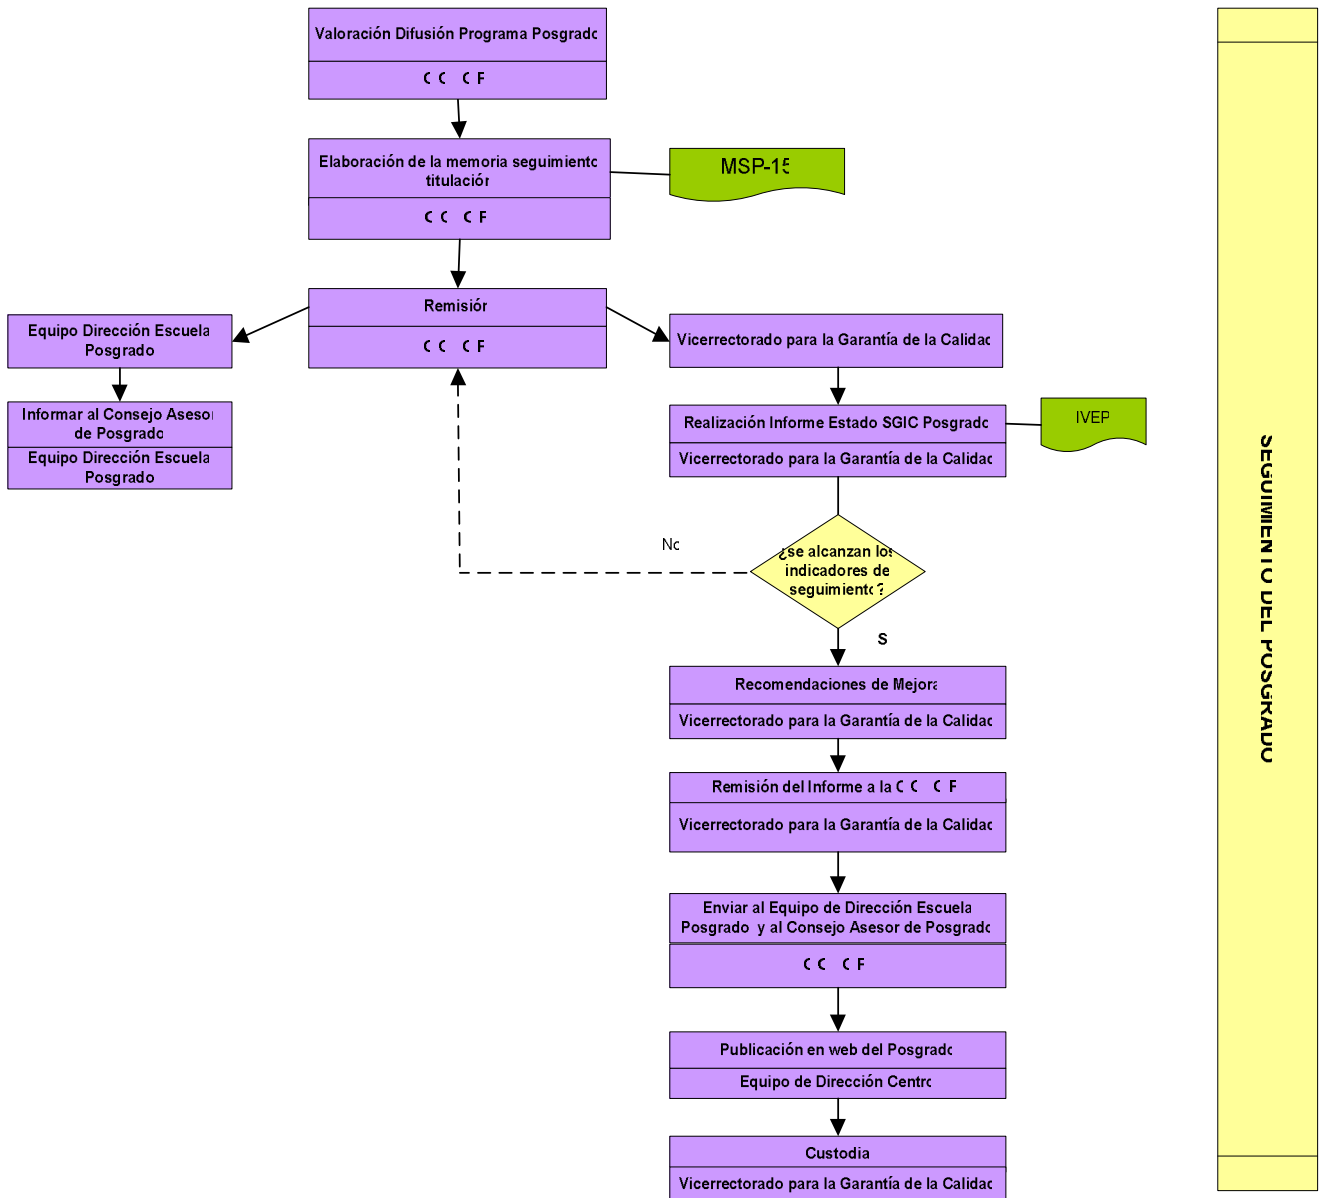 Valoración Difusión Programa Posgrado
Elaboración de la memoria seguimiento
titulación
MSP-15
Remisión
Equipo Dirección Escuela
Posgrado
Vicerrectorado para la Garantía de la Calidad
Informar al Consejo Asesor
de Posgrado
Equipo Dirección Escuela
Posgrado
Realización Informe Estado SGIC Posgrado
Vicerrectorado para la Garantía de la Calidad
IVEP
No
¿se alcanzan los
indicadores de
seguimiento?
S
Recomendaciones de Mejora
Vicerrectorado para la Garantía de la Calidad
Remisión del Informe a la
Vicerrectorado para la Garantía de la Calidad
Enviar al Equipo de Dirección Escuela
Posgrado y al Consejo Asesor de Posgrado
Publicación en web del Posgrado
Equipo de Dirección Centro
Custodia
Vicerrectorado para la Garantía de la Calidad
SEGUIMIENTO DEL POSGRADO